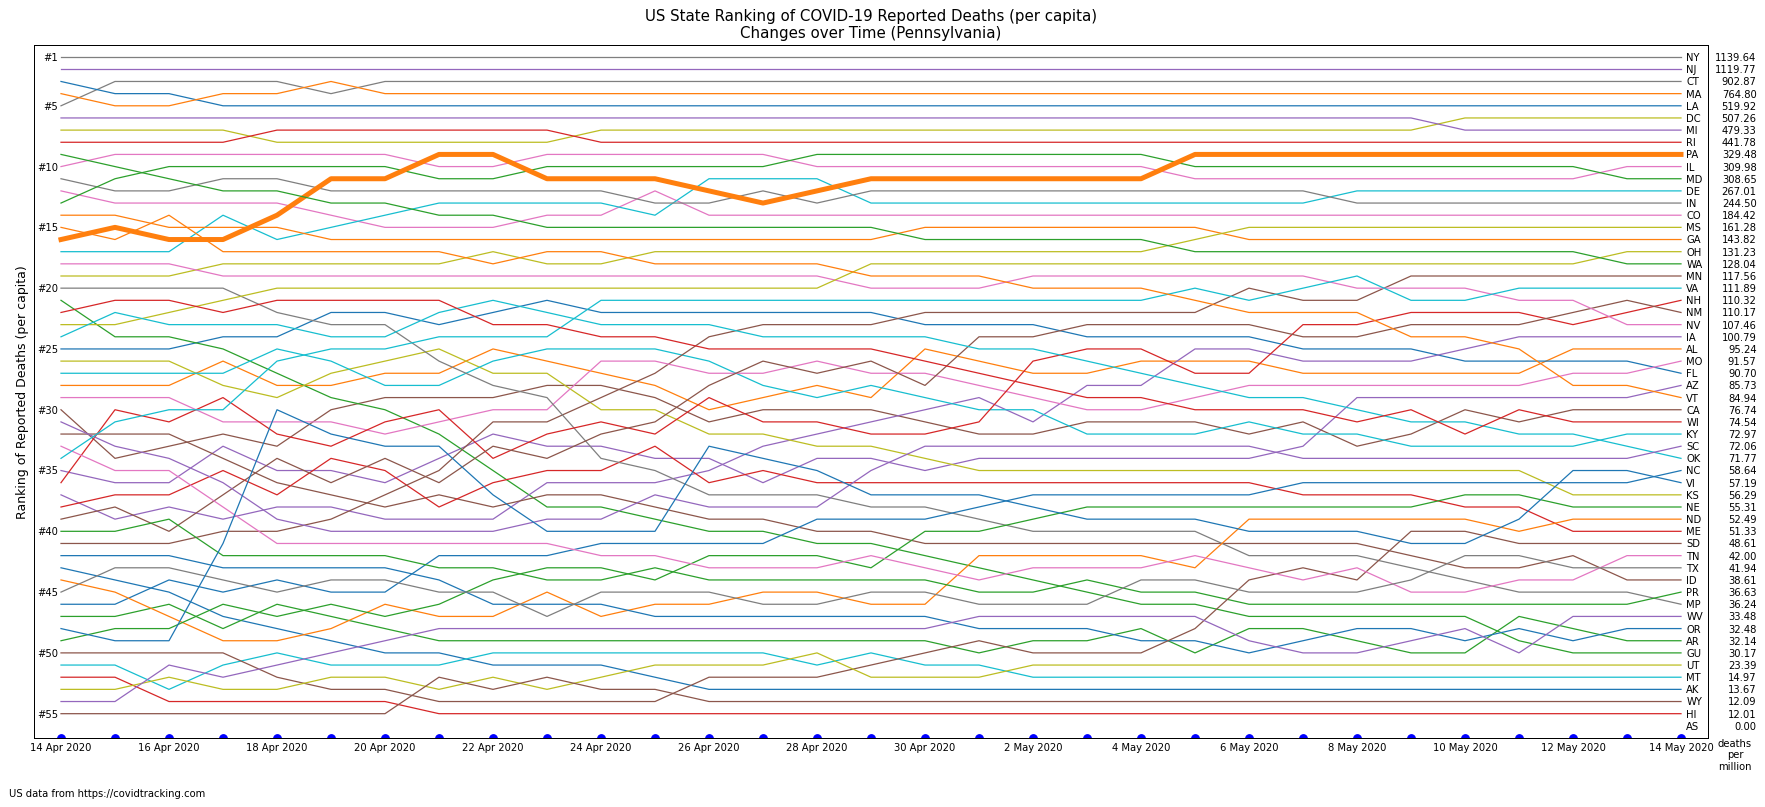 US State Ranking of COVID-19 Reported Deaths (per capita)
Changes over Time (Pennsylvania)
Ranking of Reported Deaths (per capita)
#1
#5
#10
#15
#20
#25
#30
#35
#40
#45
#50
#55
NY 1139.64
NJ 1119.77
CT 902.87
MA 764.80
LA 519.92
DC 507.26
MI 479.33
RI 441.78
PA 329.48
IL 309.98
MD 308.65
DE 267.01
IN 244.50
CO 184.42
MS 161.28
GA 143.82
OH 131.23
WA 128.04
MN 117.56
VA 111.89
NH 110.32
NM 110.17
NV 107.46
IA 100.79
AL 95.24
MO 91.57
FL 90.70
AZ 85.73
VT 84.94
CA 76.74
WI 74.54
KY 72.97
SC 72.06
OK 71.77
NC 58.64
VI 57.19
KS 56.29
NE 55.31
ND 52.49
ME 51.33
SD 48.61
TN 42.00
TX 41.94
ID 38.61
PR 36.63
MP 36.24
WV 33.48
OR 32.48
AR 32.14
GU 30.17
UT 23.39
MT 14.97
AK 13.67
WY 12.09
HI 12.01
AS 0.00
14 Apr 2020 16 Apr 2020 18 Apr 2020 20 Apr 2020 22 Apr 2020 24 Apr 2020 26 Apr 2020 28 Apr 2020 30 Apr 2020 2 May 2020 4 May 2020 6 May 2020 8 May 2020 10 May 2020 12 May 2020 14 May 2020
deaths
per
million
US data from https://covidtracking.com